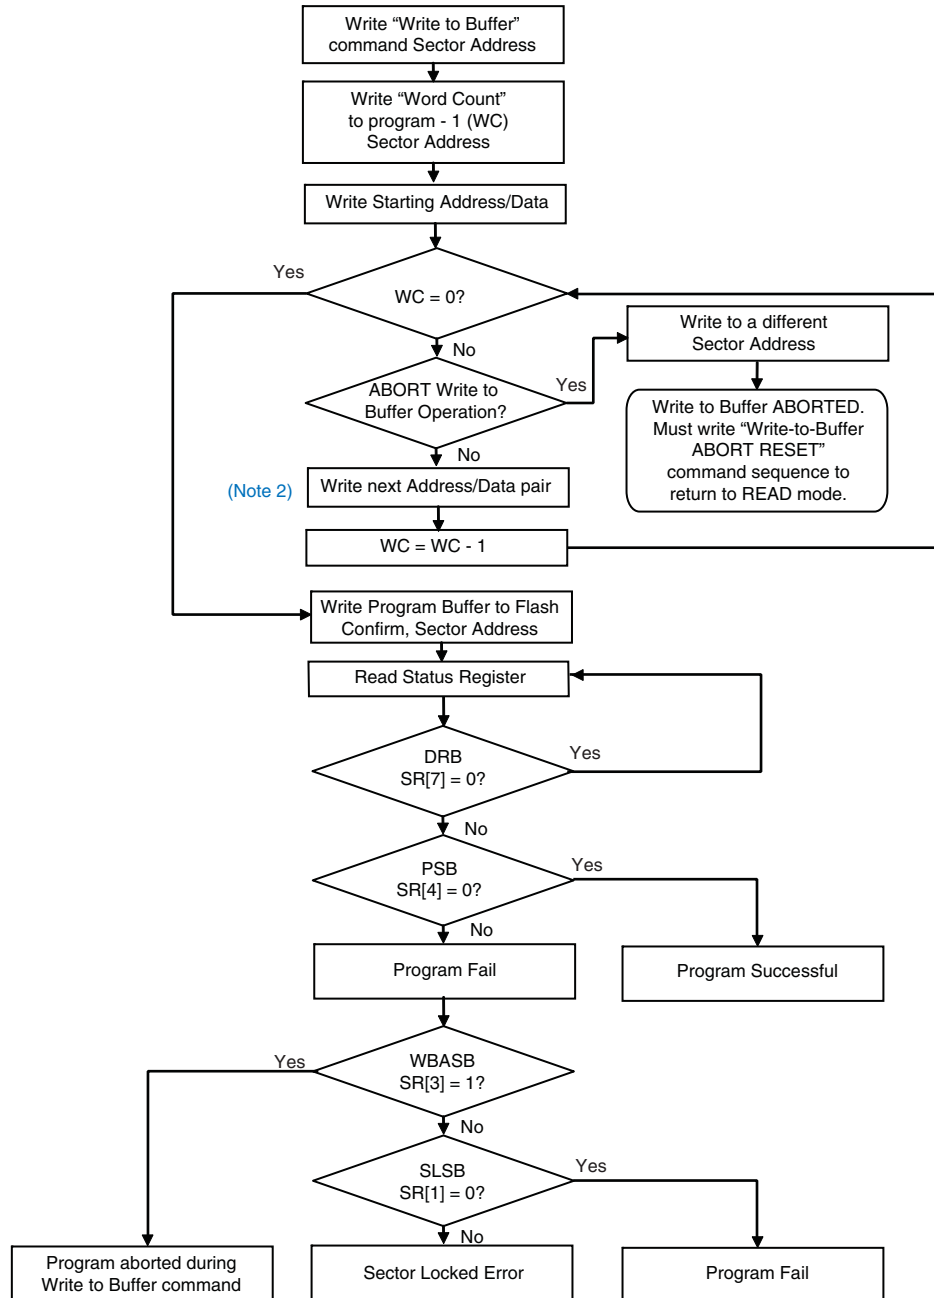 Write “Write to Buffer”
command Sector Address
Write “Word Count”
to program - 1 (WC)
Sector Address
Write Starting Address/Data
Yes
WC = 0?
No
Write to a different
Sector Address
ABORT Write to
Buffer Operation?
Yes
Write to Buffer ABORTED.
Must write “Write-to-Buffer
ABORT RESET”
command sequence to
return to READ mode.
No
(Note 2)
Write next Address/Data pair
WC = WC - 1
Write Program Buffer to Flash
Confirm, Sector Address
Read Status Register
DRB
SR[7] = 0?
Yes
No
PSB
SR[4] = 0?
Yes
No
Program Fail
Program Successful
Yes
WBASB
SR[3] = 1?
No
SLSB
SR[1] = 0?
Yes
No
Program aborted during
Write to Buffer command
Sector Locked Error
Program Fail